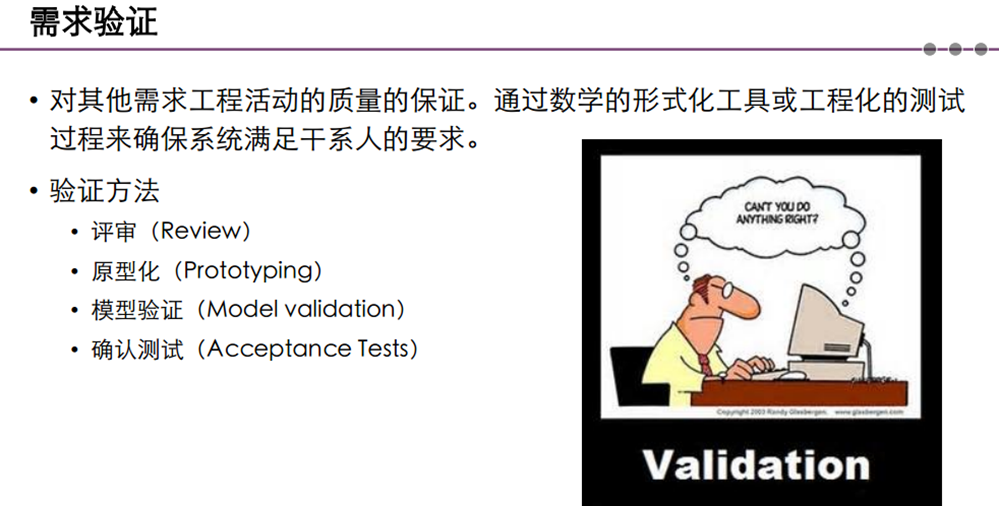 需求验证
• 对其他需求工程活动的质量的保证。通过数学的形式化工具或工程化的测试
过程来确保系统满足干系人的要求。
• 验证方法
• 评审（Review）
• 原型化（Prototyping）
• 模型验证（Model validation）
• 确认测试（Acceptance Tests）
CAN'T YOU DO
ANYTHING RIGHT?
Copyright 2003 Randy Glasbergen. www.glasbergen.com
Validation